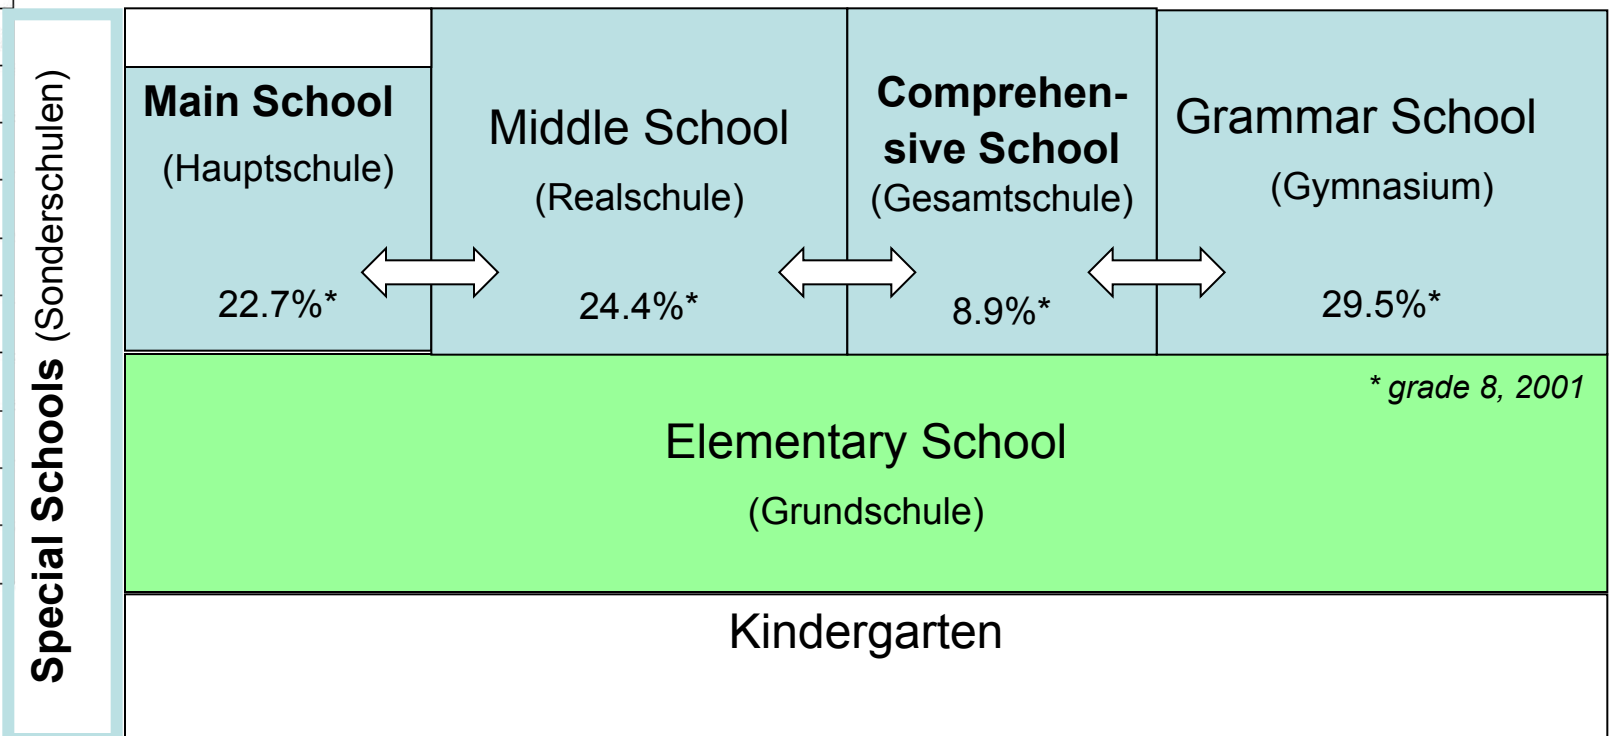 Special Schools (Sonderschulen)
Main School
(Hauptschule)
22.7%*
Middle School
(Realschule)
24.4%*
Comprehen-
sive School
(Gesamtschule)
8.9%*
Grammar School
(Gymnasium)
29.5%*
* grade 8, 2001
Elementary School
(Grundschule)
Kindergarten